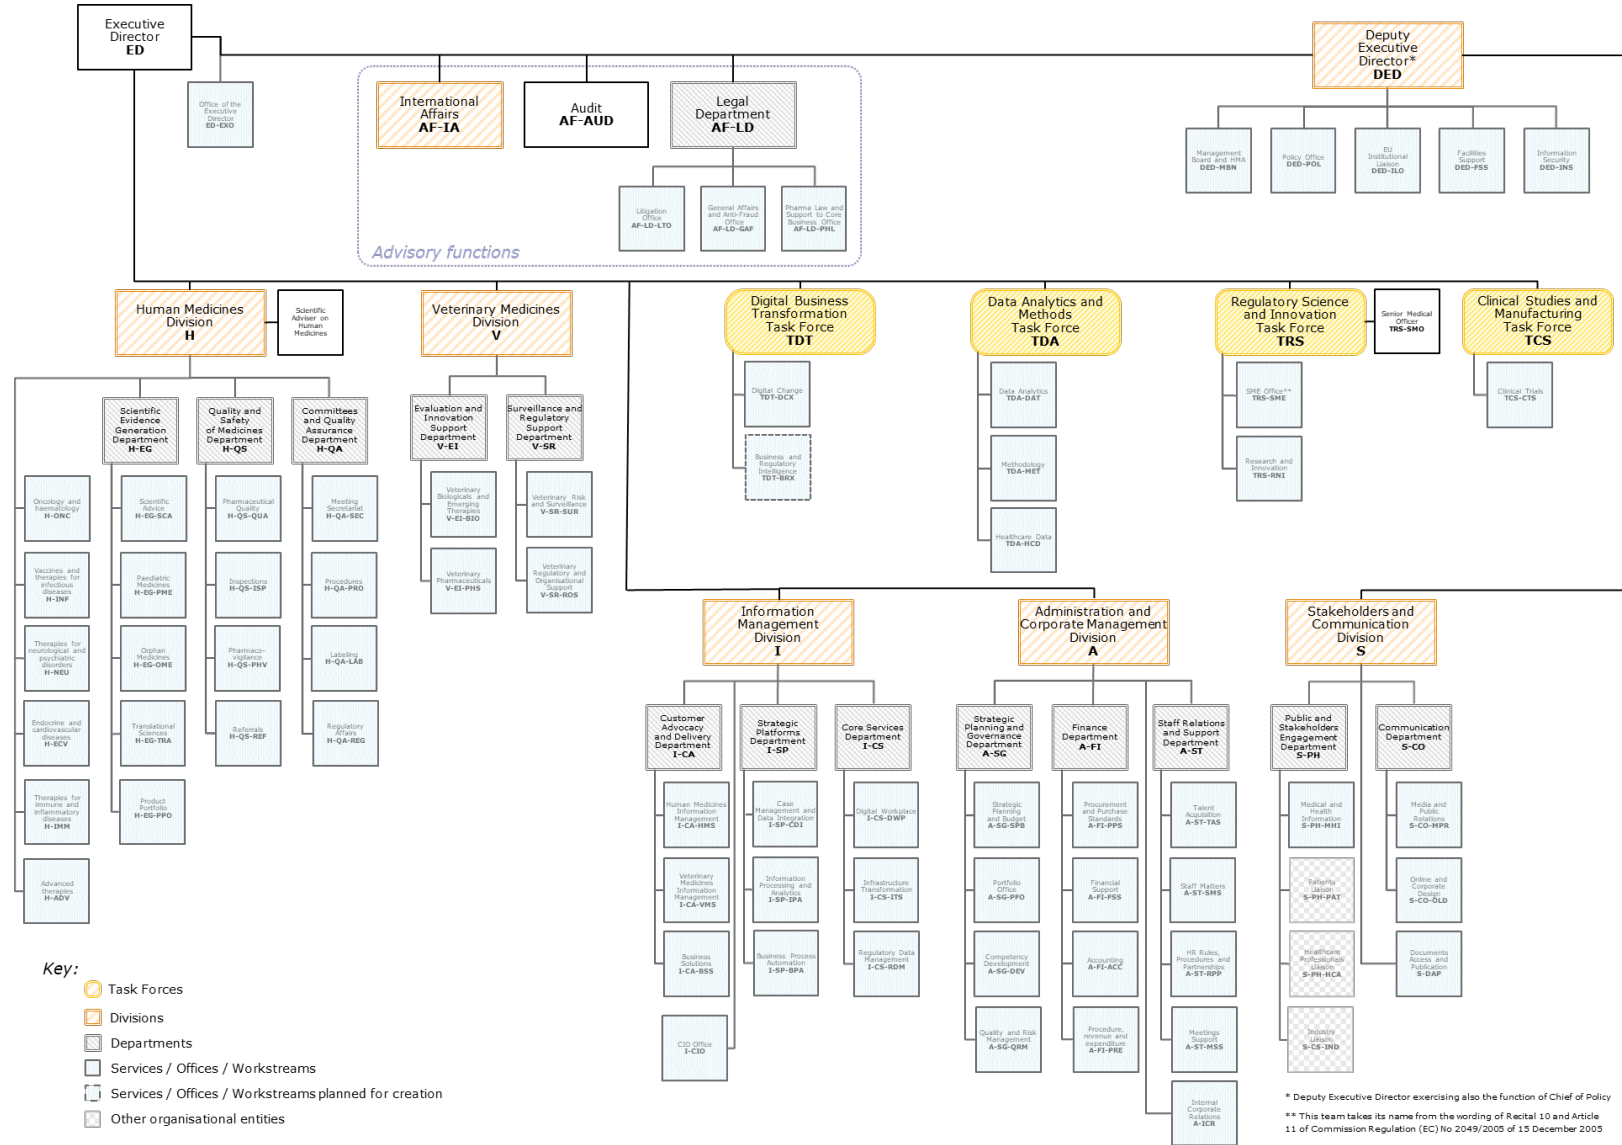 Executive
Director
ED
Office of the
Executive
Director
ED-EXO
International
Affairs
AF-IA
Audit
AF-AUD
Legal
Department
AF-LD
Litigation
Office
AF-LD-LTO
General Affairs
and Anti-Fraud
Office
AF-LD-GAF
Pharma Law and
Support to Core
Business Office
AF-LD-PHL
Advisory functions
Deputy
Executive
Director*
DED
Management
Board and HMA
DED-MBN
Policy Office
DED-POL
EU
Institutional
Liaison
DED-ILO
Facilities
Support
DED-FSS
Information
Security
DED-INS
Human Medicines
Division
H
Scientific
Adviser on
Human
Medicines
Veterinary Medicines
Division
V
Digital Business
Transformation
Task Force
TDT
Data Analytics and
Methods
Task Force
TDA
Regulatory Science
and Innovation
Task Force
TRS
Senior Medical
Officer
TRS-SMO
Clinical Studies and
Manufacturing
Task Force
TCS
Scientific
Evidence
Generation
Department
H-EG
Quality and
Safety
of Medicines
Department
H-QS
Committees
and Quality
Assurance
Department
H-QA
Evaluation and
Innovation
Support
Department
V-EI
Surveillance and
Regulatory
Support
Department
V-SR
Digital Change
TDT-DCX
Business and
Regulatory
Intelligence
TDT-BRX
Data Analytics
TDA-DAT
Methodology
TDA-MET
Healthcare Data
TDA-HCD
SME Office**
TRS-SME
Research and
Innovation
TRS-RNI
Clinical Trials
TCS-CTS
Oncology and
haematology
H-ONC
Vaccines and
therapies for
infectious
diseases
H-INF
Therapies for
neurological and
psychiatric
disorders
H-NEU
Endocrine and
cardiovascular
diseases
H-ECV
Therapies for
immune and
inflammatory
diseases
H-IMM
Advanced
therapies
H-ADV
Scientific
Advice
H-EG-SCA
Paediatric
Medicines
H-EG-PME
Orphan
Medicines
H-EG-OME
Translational
Sciences
H-EG-TRA
Product
Portfolio
H-EG-PPO
Pharmaceutical
Quality
H-QS-QUA
Inspections
H-QS-ISP
Pharmaco-
vigilance
H-QS-PHV
Referrals
H-QS-REF
Meeting
Secretariat
H-QA-SEC
Procedures
H-QA-PRO
Labeling
H-QA-LAB
Regulatory
Affairs
H-QA-REG
Veterinary
Biologicals and
Emerging
Therapies
V-EI-BIO
Veterinary
Pharmaceuticals
V-EI-PHS
Veterinary Risk
and Surveillance
V-SR-SUR
Veterinary
Regulatory and
Organisational
Support
V-SR-ROS
Information
Management
Division
I
Administration and
Corporate Management
Division
A
Stakeholders and
Communication
Division
S
Customer
Advocacy
and Delivery
Department
I-CA
Strategic
Platforms
Department
I-SP
Core Services
Department
I-CS
Strategic
Planning and
Governance
Department
A-SG
Finance
Department
A-FI
Staff Relations
and Support
Department
A-ST
Public and
Stakeholders
Engagement
Department
S-PH
Communication
Department
S-CO
Human Medicines
Information
Management
I-CA-HMS
Veterinary
Medicines
Information
Management
I-CA-VMS
Business
Solutions
I-CA-BSS
CIO Office
I-CIO
Case
Management and
Data Integration
I-SP-CDI
Information
Processing and
Analytics
I-SP-IPA
Business Process
Automation
I-SP-BPA
Digital Workplace
I-CS-DWP
Infrastructure
Transformation
I-CS-ITS
Regulatory Data
Management
I-CS-RDM
Strategic
Planning
and Budget
A-SG-SPB
Portfolio
Office
A-SG-PFO
Competency
Development
A-SG-DEV
Quality and Risk
Management
A-SG-QRM
Procurement
and Purchase
Standards
A-FI-PPS
Financial
Support
A-FI-FSS
Accounting
A-FI-ACC
Procedure,
revenue and
expenditure
A-FI-PRE
Talent
Acquisition
A-ST-TAS
Staff Matters
A-ST-SMS
HR Rules,
Procedures and
Partnerships
A-ST-RPP
Meetings
Support
A-ST-MSS
Internal
Corporate
Relations
A-ICR
Medical and
Health
Information
S-PH-MHI
Patients
Liaison
S-PH-PAT
Healthcare
Professionals
Liaison
S-PH-HCA
Industry
Liaison
S-CS-IND
Media and
Public
Relations
S-CO-MPR
Online and
Corporate
Design
S-CO-OLD
Documents
Access and
Publication
S-DAP
Key:
Task Forces
Divisions
Departments
Services / Offices / Workstreams
Services / Offices / Workstreams planned for creation
Other organisational entities
* Deputy Executive Director exercising also the function of Chief of Policy
** This team takes its name from the wording of Recital 10 and Article
11 of Commission Regulation (EC) No 2049/2005 of 15 December 2005